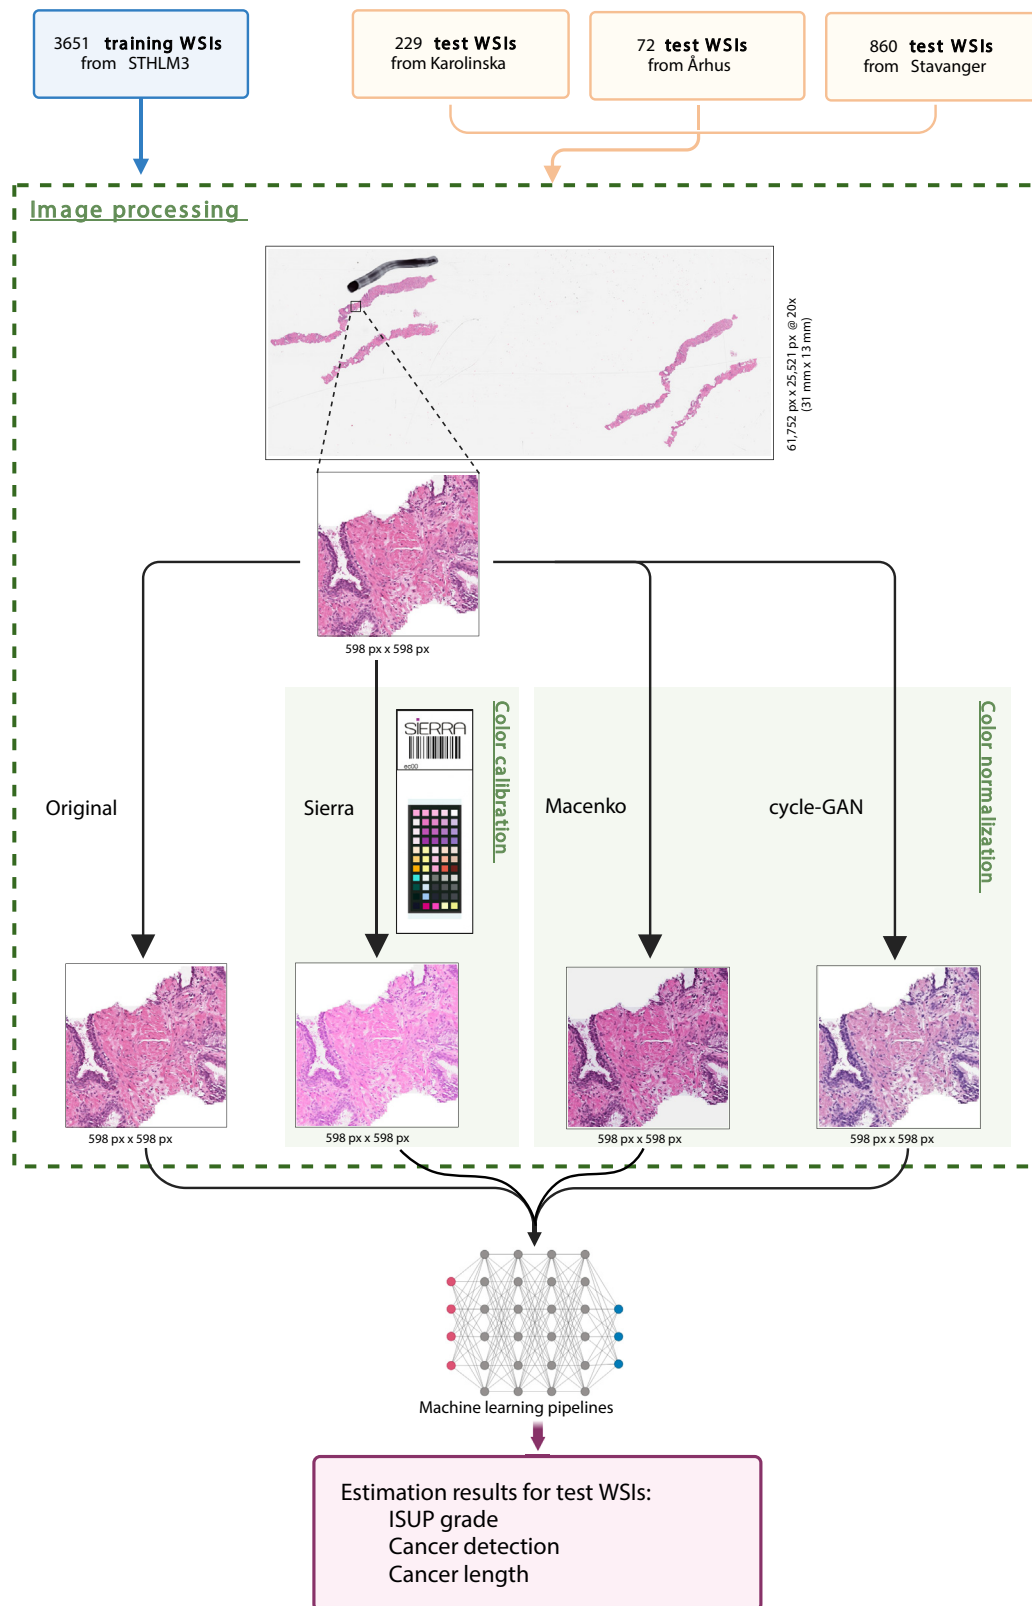 3651 training WSIs
from STHLM3
229 test WSIs
from Karolinska
72 test WSIs
from Århus
860 test WSIs
from Stavanger
Image processing
61,752 px x 25,521 px @ 20x
(31 mm x 13 mm)
598 px x 598 px
Original
Sierra
SiERRA
ec00
Color calibration
Macenko
cycle-GAN
Color normalization
598 px x 598 px
598 px x 598 px
598 px x 598 px
598 px x 598 px
Machine learning pipelines
Estimation results for test WSIs:
ISUP grade
Cancer detection
Cancer length